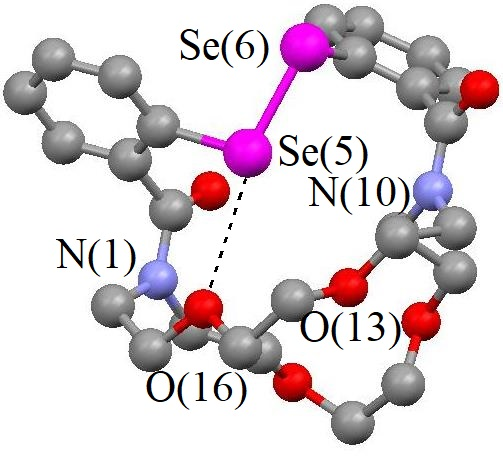 Se(6)
Se(5)
N(10)
N(1)
O(13)
O(16)